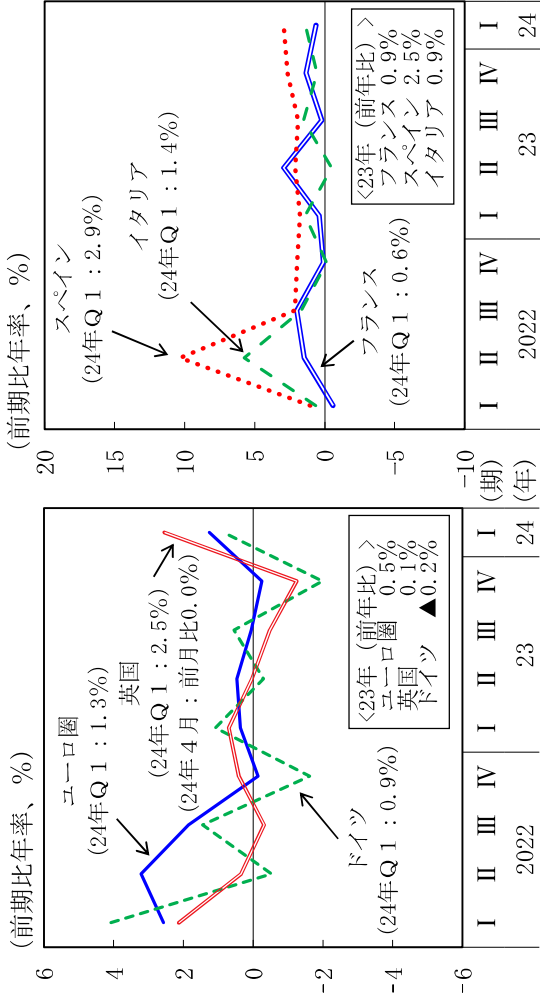 (前期比年率、%)
ユーロ圏
(24年Q1:1.3%)
英国
(24年Q1:2.5%)
(24年4月:前月比0.0%)
ドイツ
(24年Q1:0.9%)
<23年 (前年比) >
ユーロ圏 0.5%
英国 0.1%
ドイツ ▲0.2%
6
4
2
0
-2
-4
-6
I II III IV I II III IV I
2022 23 24
(前期比年率、%)
スペイン
(24年Q1:2.9%)
イタリア
(24年Q1:1.4%)
フランス
(24年Q1:0.6%)
<23年 (前年比) >
フランス 0.9%
スペイン 2.5%
イタリア 0.9%
20
15
10
5
0
-5
-10
I II III IV I II III IV I (期)
2022 23 24 (年)